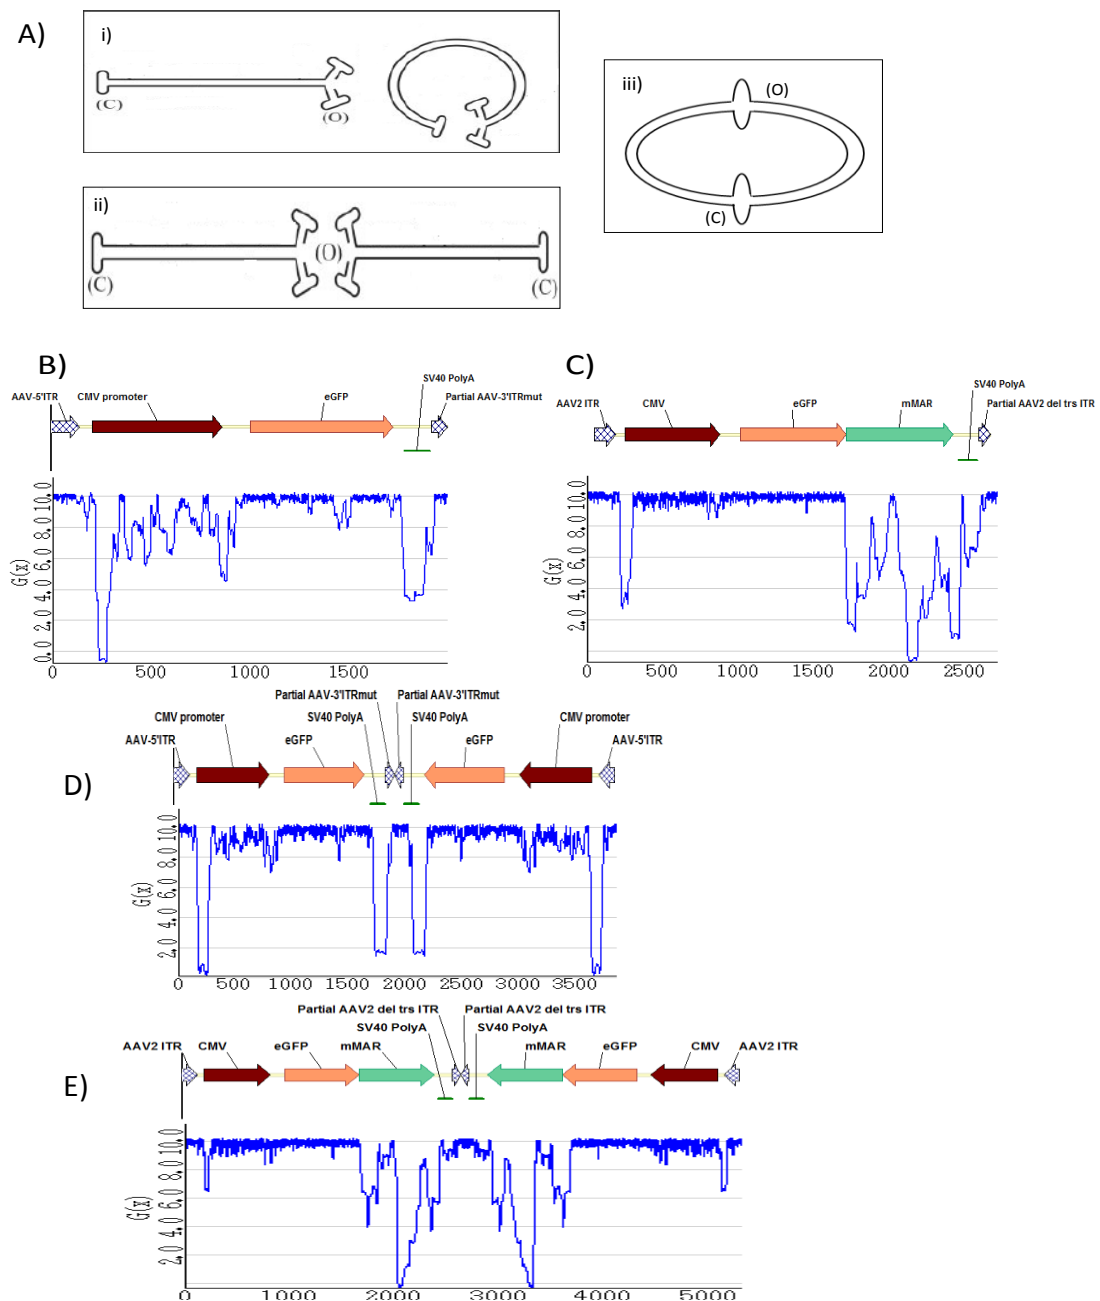 A)
i)
(C)
(O)
iii)
(O)
(C)
ii)
(O)
(C)
(C)
B)
SV40 PolyA
AAV-5'ITR CMV promoter eGFP Partial AAV-3'ITRmut
10.0
8.0
6.0
4.0
2.0
0.0
G(x)
0 500 1000 1500
C)
SV40 PolyA
AAV2 ITR CMV eGFP mMAR Partial AAV2 del trs ITR
10.0
8.0
6.0
4.0
2.0
G(x)
0 500 1000 1500 2000 2500
D)
Partial AAV-3'ITRmut Partial AAV-3'ITRmut
CMV promoter SV40 PolyA SV40 PolyA CMV promoter
AAV-5'ITR eGFP eGFP AAV-5'ITR
10.0
8.0
6.0
4.0
2.0
G(x)
0 500 1000 1500 2000 2500 3000 3500
E)
Partial AAV2 del trs ITR Partial AAV2 del trs ITR
SV40 PolyA SV40 PolyA
AAV2 ITR CMV eGFP mMAR mMAR eGFP CMV AAV2 ITR
10.0
8.0
6.0
4.0
2.0
G(x)
0 1000 2000 3000 4000 5000